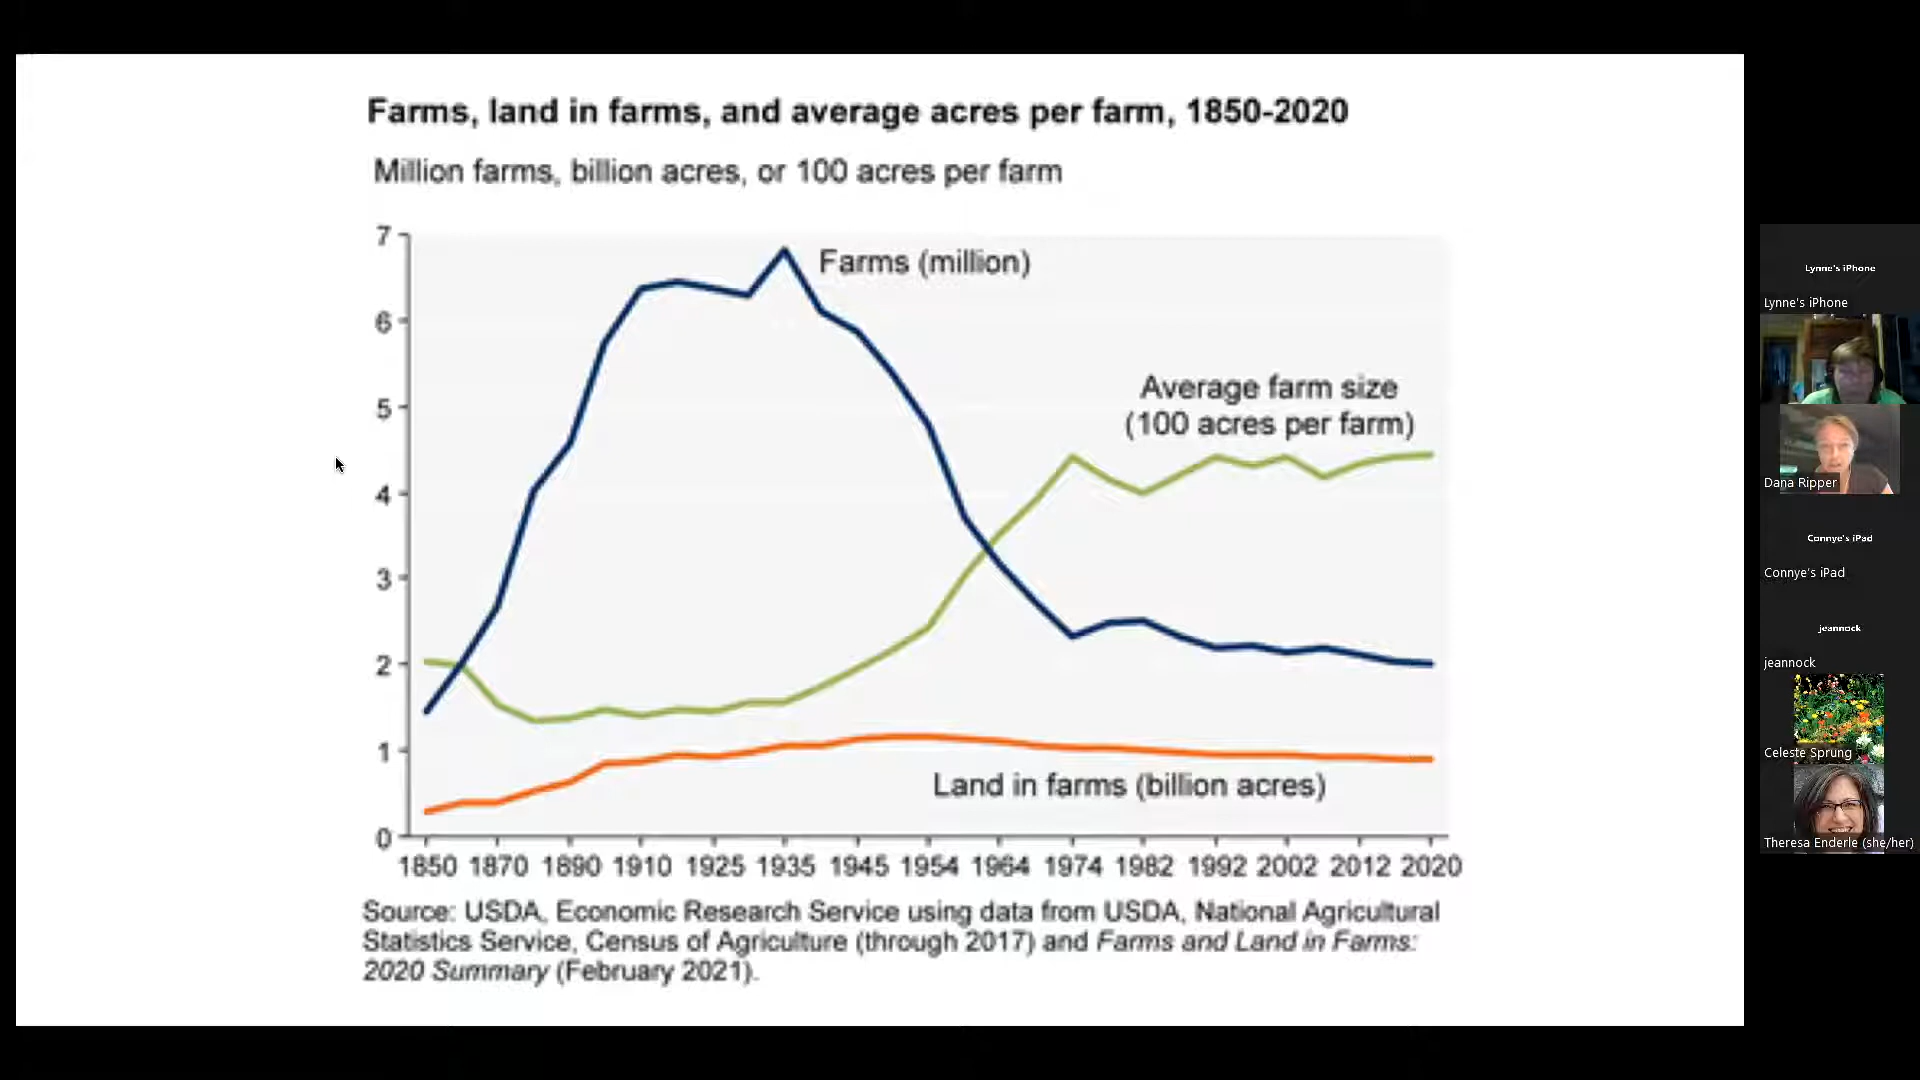 Farms, land in farms, and average acres per farm, 1850-2020
Million farms, billion acres, or 100 acres per farm
7
Farms (million)
6
Average farm size
5
(100 acres per farm)
4
3
2
1
Land in farms (billion acres)
0
1850 1870 1890 1910 1925 1935 1945 1954 1964 1974 1982 1992 2002 2012 2020
Source: USDA, Economic Research Service using data from USDA, National Agricultural
Statistics Service, Census of Agriculture (through 2017) and Farms and Land in Farms:
2020 Summary (February 2021).
Lynne's iPhone
Lynne's iPhone
Dana Ripper
Connye's iPad
Connye's iPad
jeannock
jeannock
Celeste Sprung
Theresa Enderle (she/her)